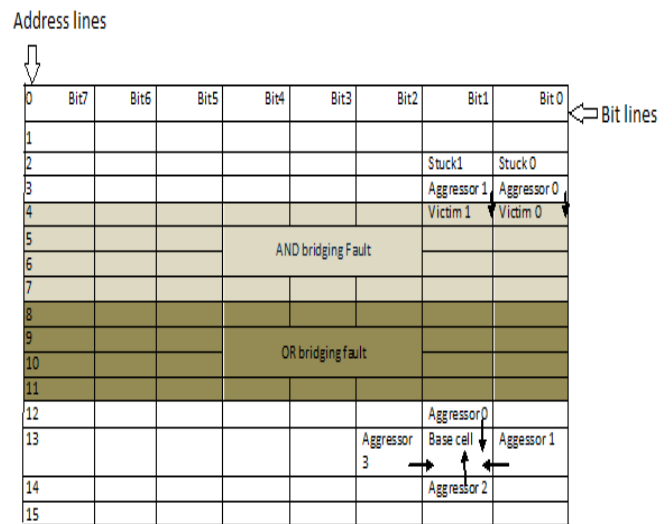 Address lines
0 Bit7 Bit6 Bit5 Bit4 Bit3 Bit2 Bit1 Bit 0
Bit lines
1
2 Stuck1 Stuck 0
3 Aggressor 1 Aggressor 0
4 Victim 1 Victim 0
5
AND bridging Fault
6
7
8
9
OR bridging fault
10
11
12 Aggressor 0
13 Aggressor Base cell Aggressor 1
3
14 Aggressor 2
15